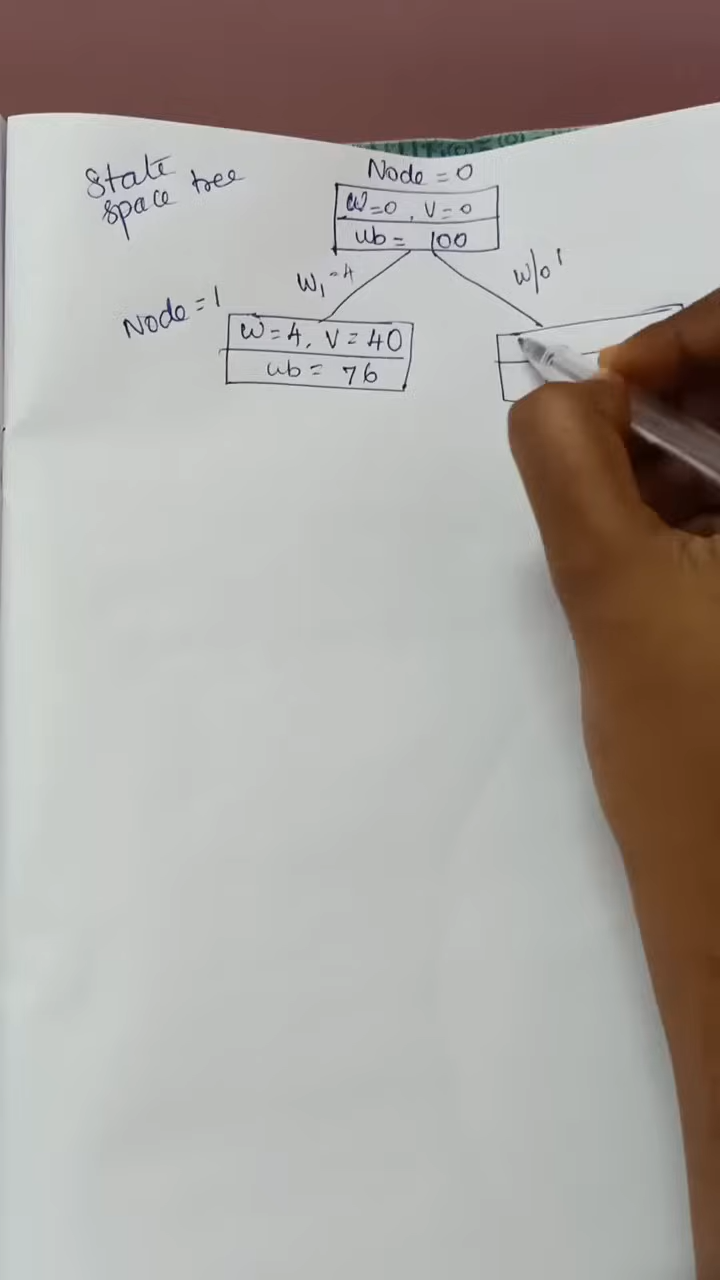 State
space tree
Node = 0
W=0, V=0
ub= 100
W₁=4
W/o 1
Node = 1
W=4, V=40
ub= 76